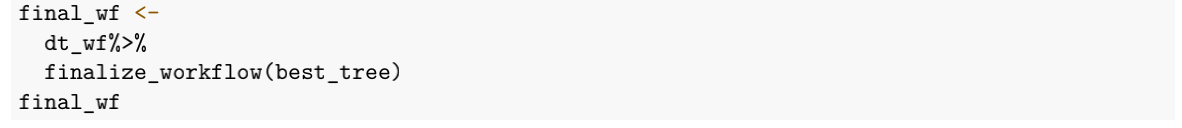 final_wf <-
  dt_wf%>%
  finalize_workflow(best_tree)
final_wf